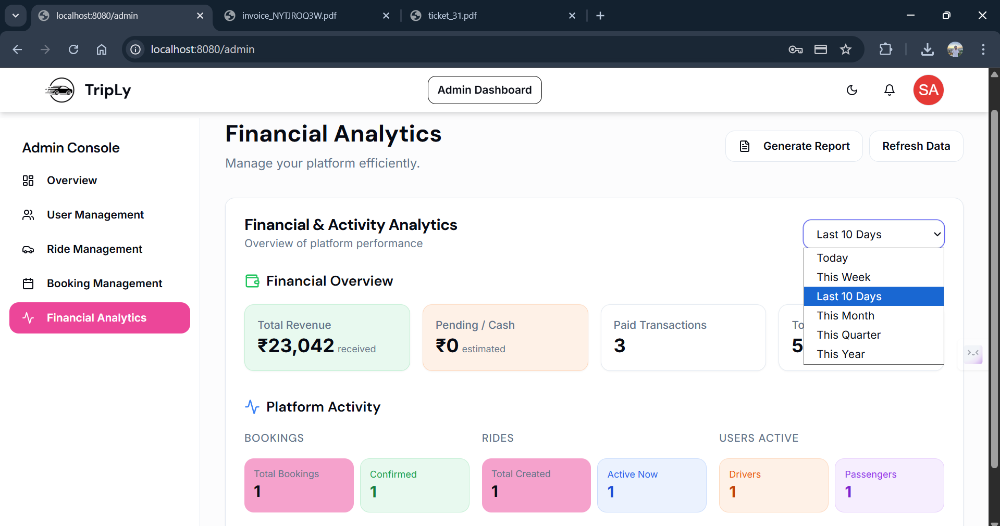 localhost:8080/admin
invoice_NYTJROQ3W.pdf
ticket_31.pdf
localhost:8080/admin
TripLy
Admin Dashboard
SA
Admin Console
Overview
User Management
Ride Management
Booking Management
Financial Analytics
Financial Analytics
Manage your platform efficiently.
Generate Report
Refresh Data
Financial & Activity Analytics
Overview of platform performance
Last 10 Days
Today
This Week
Last 10 Days
This Month
This Quarter
This Year
Financial Overview
Total Revenue
₹23,042 received
Pending / Cash
₹0 estimated
Paid Transactions
3
To
5
Platform Activity
BOOKINGS
Total Bookings
1
Confirmed
1
RIDES
Total Created
1
Active Now
1
USERS ACTIVE
Drivers
1
Passengers
1